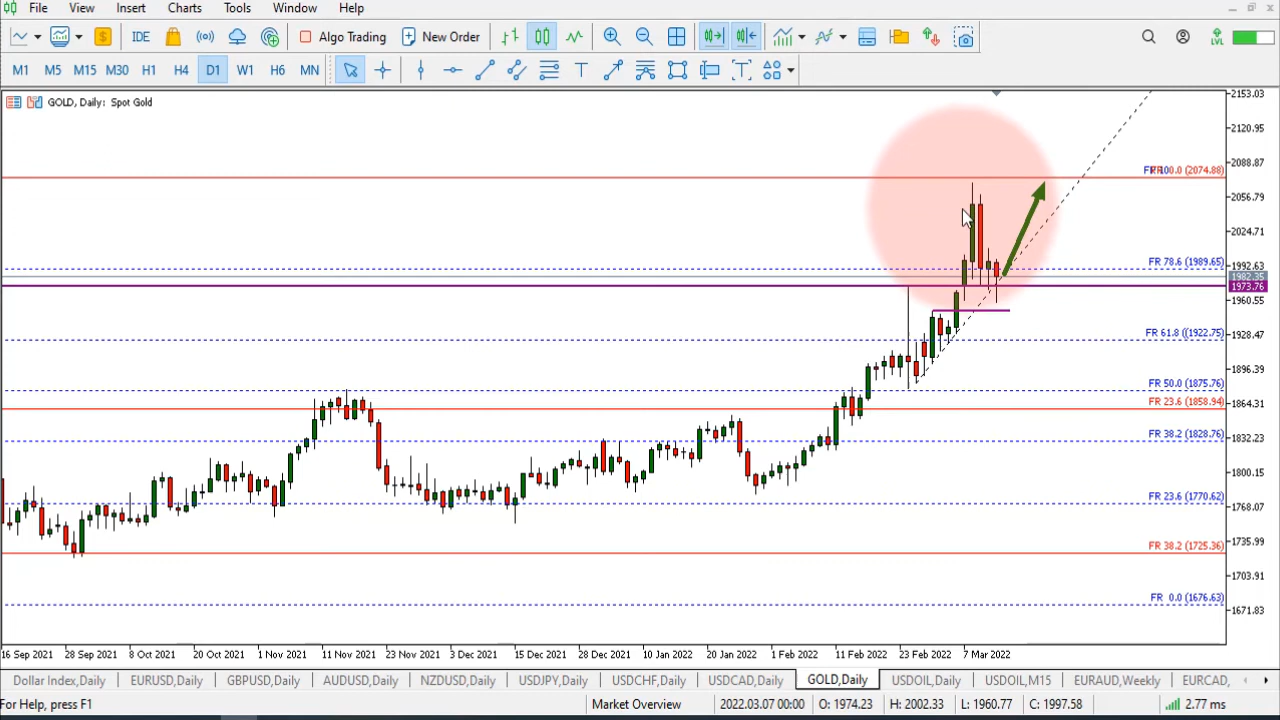 File View Insert Charts Tools Window Help
IDE Algo Trading New Order LVL
M1 M5 M15 M30 H1 H4 D1 W1 H6 MN
GOLD, Daily: Spot Gold
2153.03
2120.95
2088.87
FR 100.0 (2074.88)
2056.79
2024.71
FR 78.6 (1989.65)
1992.63
1982.35
1973.76
1960.55
FR 61.8 ((1922.75)
1928.47
1896.39
FR 50.0 (1875.76)
FR 23.6 (1858.94)
1864.31
FR 38.2 (1828.76)
1832.23
1800.15
FR 23.6 (1770.62)
1768.07
FR 38.2 (1725.36)
1735.99
1703.91
FR 0.0 (1676.63)
1671.83
16 Sep 2021 28 Sep 2021 8 Oct 2021 20 Oct 2021 1 Nov 2021 11 Nov 2021 23 Nov 2021 3 Dec 2021 15 Dec 2021 28 Dec 2021 10 Jan 2022 20 Jan 2022 1 Feb 2022 11 Feb 2022 23 Feb 2022 7 Mar 2022
Dollar Index,Daily EURUSD,Daily GBPUSD,Daily AUDUSD,Daily NZDUSD,Daily USDJPY,Daily USDCHF,Daily USDCAD,Daily GOLD,Daily USDOIL,Daily USDOIL,M15 EURAUD,Weekly EURCAD,
For Help, press F1 Market Overview 2022.03.07 00:00 O: 1974.23 H: 2002.33 L: 1960.77 C: 1997.58 2.77 ms